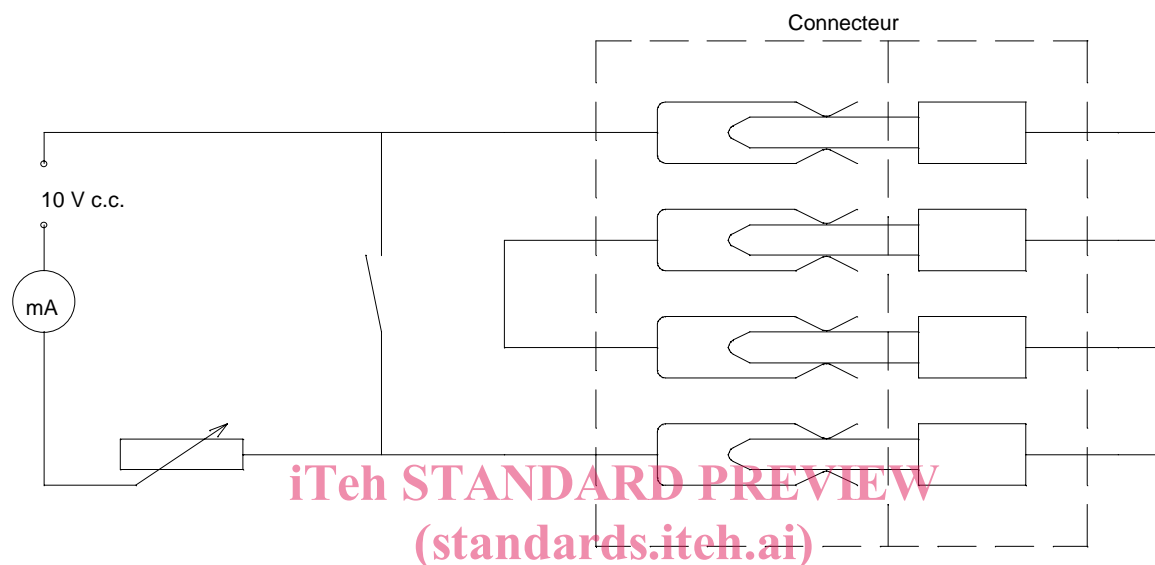 Connecteur
10 V c.c.
mA
iTeh STANDARD PREVIEW
(standards.iteh.ai)